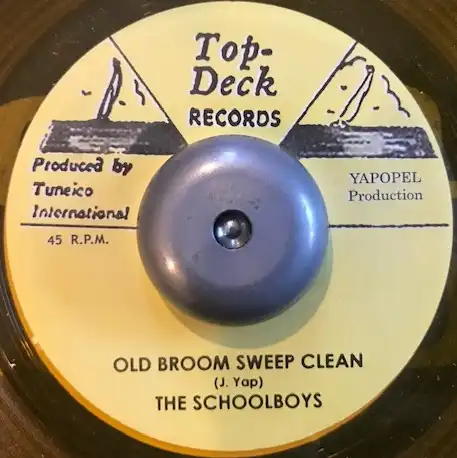 Top-
Deck
RECORDS
Produced by
Tuneico
International
YAPOPEL
Production
45 R.P.M.
OLD BROOM SWEEP CLEAN
(J. Yap)
THE SCHOOLBOYS